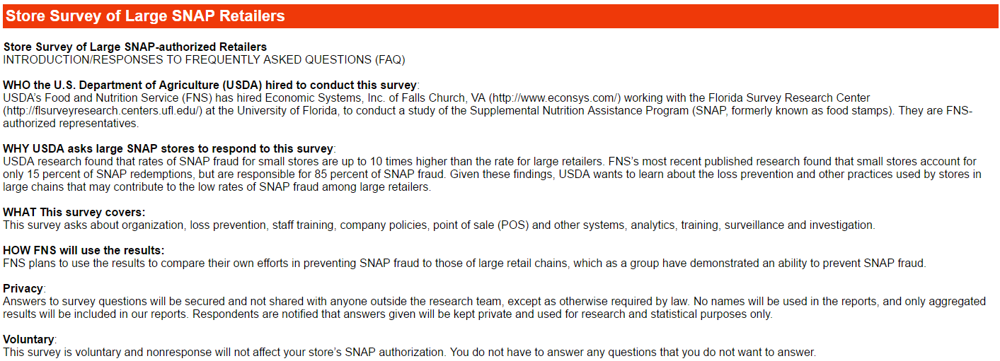 Store Survey of Large SNAP Retailers
Store Survey of Large SNAP-authorized Retailers
INTRODUCTION/RESPONSES TO FREQUENTLY ASKED QUESTIONS (FAQ)
WHO the U.S. Department of Agriculture (USDA) hired to conduct this survey:
USDA's Food and Nutrition Service (FNS) has hired Economic Systems, Inc. of Falls Church, VA (http://www.econsys.com/) working with the Florida Survey Research Center
(http://flsurveyresearch.centers.ufl.edu/) at the University of Florida, to conduct a study of the Supplemental Nutrition Assistance Program (SNAP, formerly known as food stamps). They are FNS-
authorized representatives.
WHY USDA asks large SNAP stores to respond to this survey:
USDA research found that rates of SNAP fraud for small stores are up to 10 times higher than the rate for large retailers. FNS's most recent published research found that small stores account for
only 15 percent of SNAP redemptions, but are responsible for 85 percent of SNAP fraud. Given these findings, USDA wants to learn about the loss prevention and other practices used by stores in
large chains that may contribute to the low rates of SNAP fraud among large retailers.
WHAT This survey covers:
This survey asks about organization, loss prevention, staff training, company policies, point of sale (POS) and other systems, analytics, training, surveillance and investigation.
HOW FNS will use the results:
FNS plans to use the results to compare their own efforts in preventing SNAP fraud to those of large retail chains, which as a group have demonstrated an ability to prevent SNAP fraud.
Privacy:
Answers to survey questions will be secured and not shared with anyone outside the research team, except as otherwise required by law. No names will be used in the reports, and only aggregated
results will be included in our reports. Respondents are notified that answers given will be kept private and used for research and statistical purposes only.
Voluntary:
This survey is voluntary and nonresponse will not affect your store's SNAP authorization. You do not have to answer any questions that you do not want to answer.